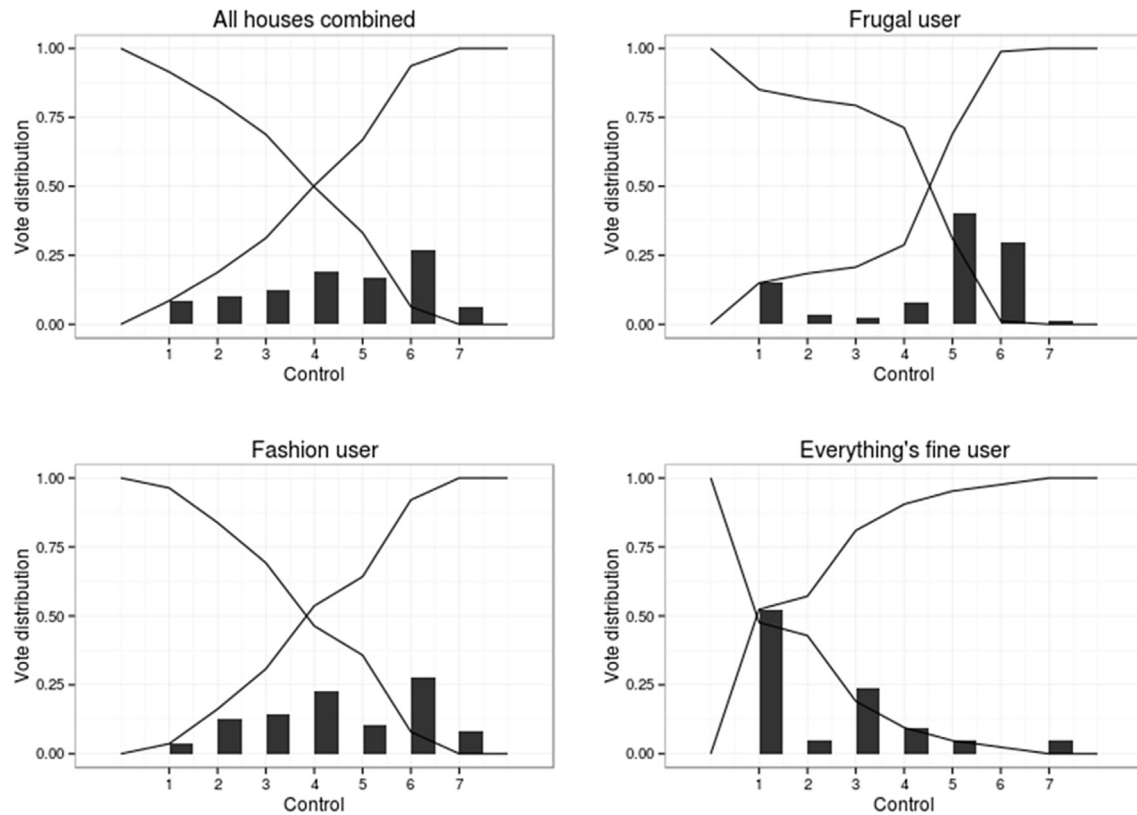 All houses combined
Vote distribution
1.00
0.75
0.50
0.25
0.00
1 2 3 4 5 6 7
Control
Frugal user
Vote distribution
1.00
0.75
0.50
0.25
0.00
1 2 3 4 5 6 7
Control
Fashion user
Vote distribution
1.00
0.75
0.50
0.25
0.00
1 2 3 4 5 6 7
Control
Everything's fine user
Vote distribution
1.00
0.75
0.50
0.25
0.00
1 2 3 4 5 6 7
Control